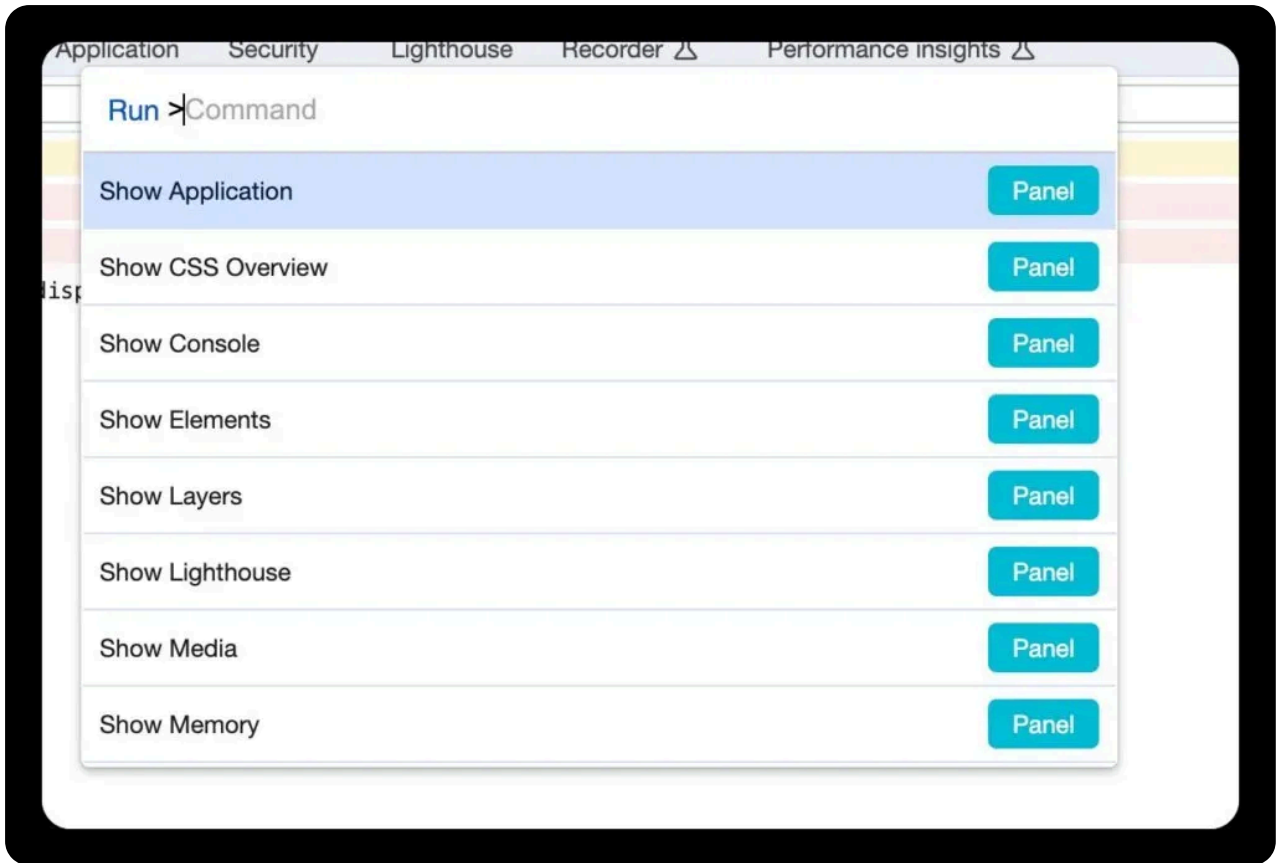 Application Security Lighthouse Recorder Performance insights
Run >Command
Show Application Panel
Show CSS Overview Panel
disp
Show Console Panel
Show Elements Panel
Show Layers Panel
Show Lighthouse Panel
Show Media Panel
Show Memory Panel